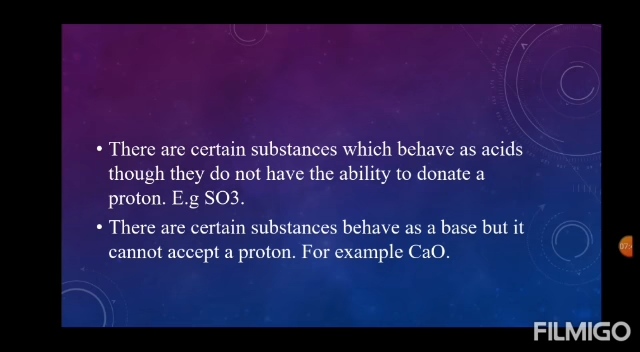 • There are certain substances which behave as acids
though they do not have the ability to donate a
proton. E.g SO3.
• There are certain substances behave as a base but it
cannot accept a proton. For example CaO.
FILMIGO